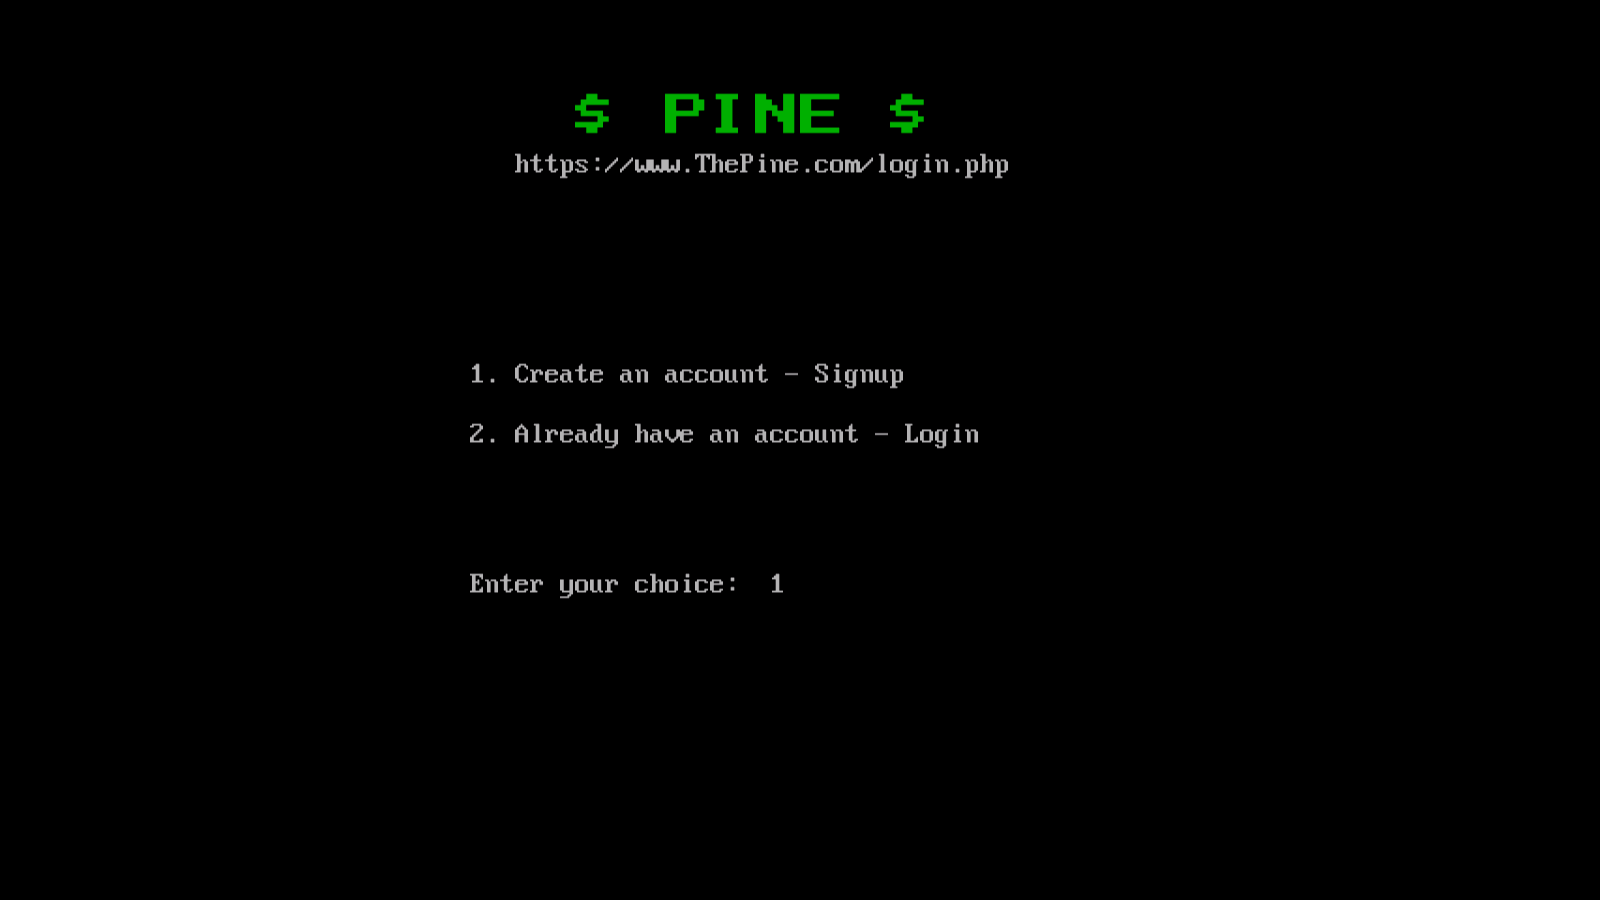 $ PINE $
https://www.ThePine.com/login.php
1. Create an account - Signup
2. Already have an account - Login
Enter your choice:  1